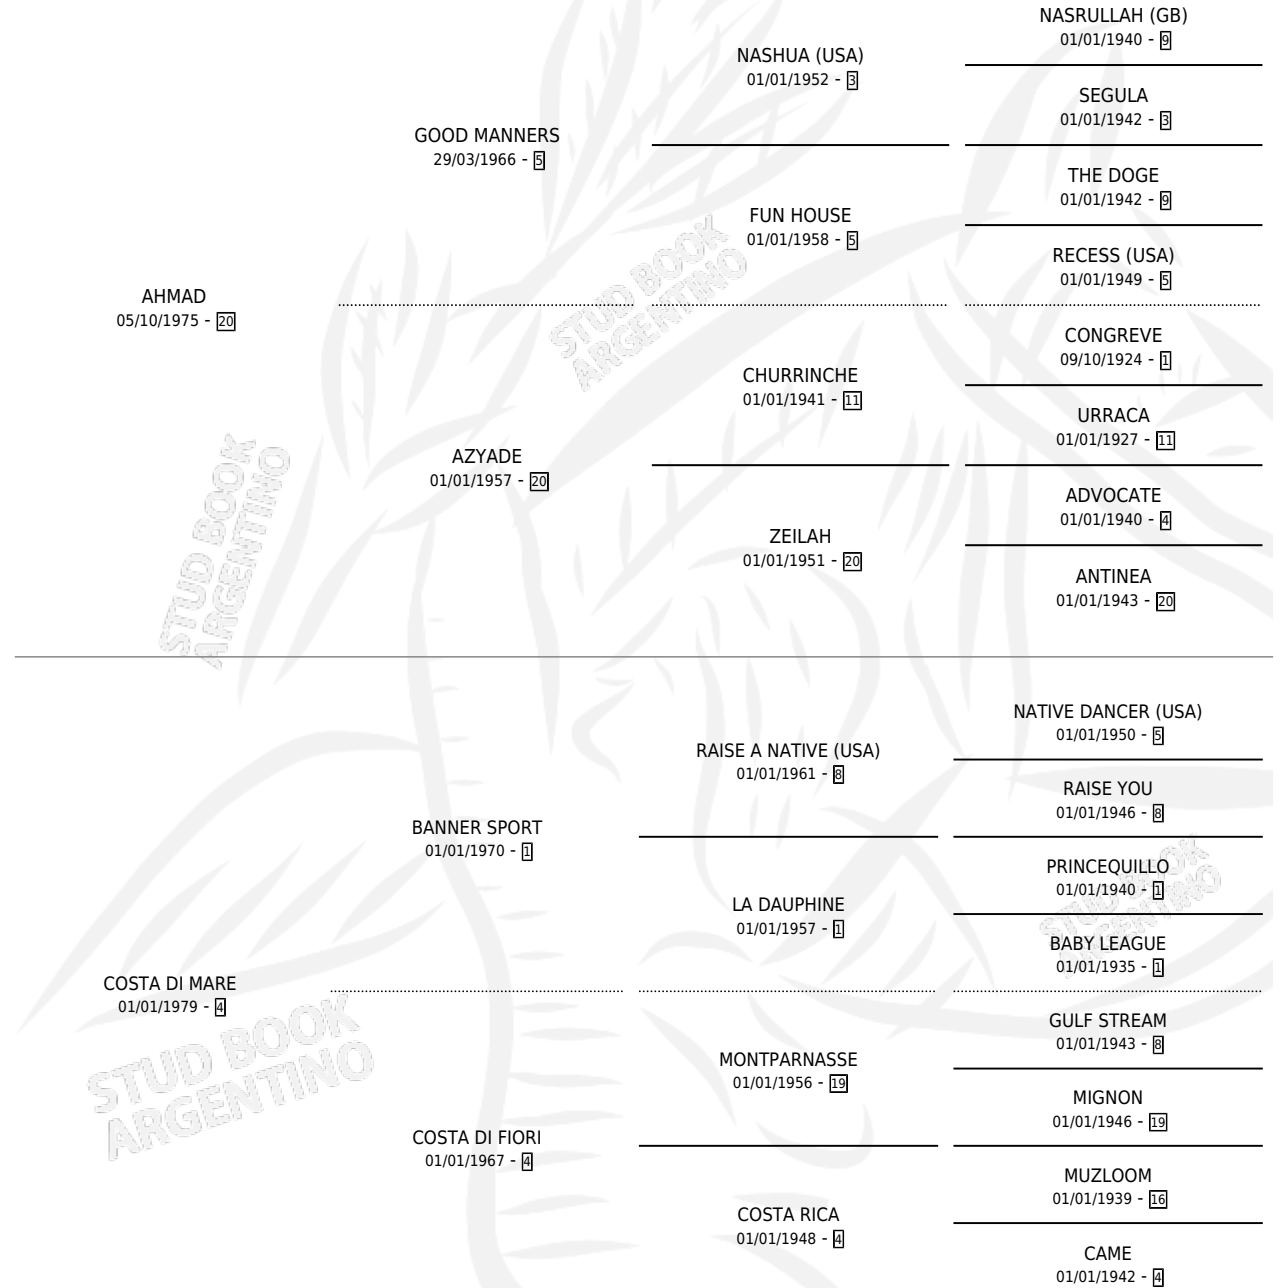 NASRULLAH (GB)
01/01/1940 - 9
NASHUA (USA)
01/01/1952 - 3
SEGULA
01/01/1942 - 3
GOOD MANNERS
29/03/1966 - 5
THE DOGE
01/01/1942 - 9
FUN HOUSE
01/01/1958 - 5
RECESS (USA)
01/01/1949 - 5
AHMAD
05/10/1975 - 20
CONGREVE
09/10/1924 - 1
CHURRINCHE
01/01/1941 - 11
URRACA
01/01/1927 - 11
AZYADE
01/01/1957 - 20
ADVOCATE
01/01/1940 - 4
ZEILAH
01/01/1951 - 20
ANTINEA
01/01/1943 - 20
STUD BOOK
ARGENTINO
STUD BOOK
ARGENTINO
NATIVE DANCER (USA)
01/01/1950 - 5
RAISE A NATIVE (USA)
01/01/1961 - 8
RAISE YOU
01/01/1946 - 8
BANNER SPORT
01/01/1970 - 1
PRINCEQUILLO
01/01/1940 - 1
LA DAUPHINE
01/01/1957 - 1
BABY LEAGUE
01/01/1935 - 1
STUD BOOK
ARGENTINO
COSTA DI MARE
01/01/1979 - 4
GULF STREAM
01/01/1943 - 8
MONTPARNASSE
01/01/1956 - 19
MIGNON
01/01/1946 - 19
STUD BOOK
ARGENTINO
COSTA DI FIORI
01/01/1967 - 4
MUZLOOM
01/01/1939 - 16
COSTA RICA
01/01/1948 - 4
CAME
01/01/1942 - 4